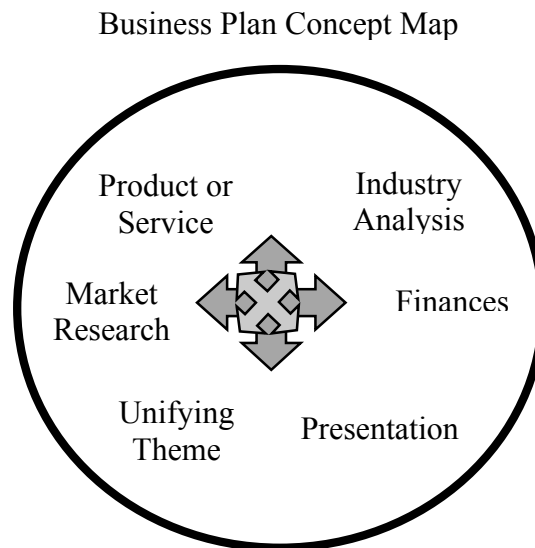 Business Plan Concept Map
Product or
Service
Industry
Analysis
Market
Research
Finances
Unifying
Theme
Presentation